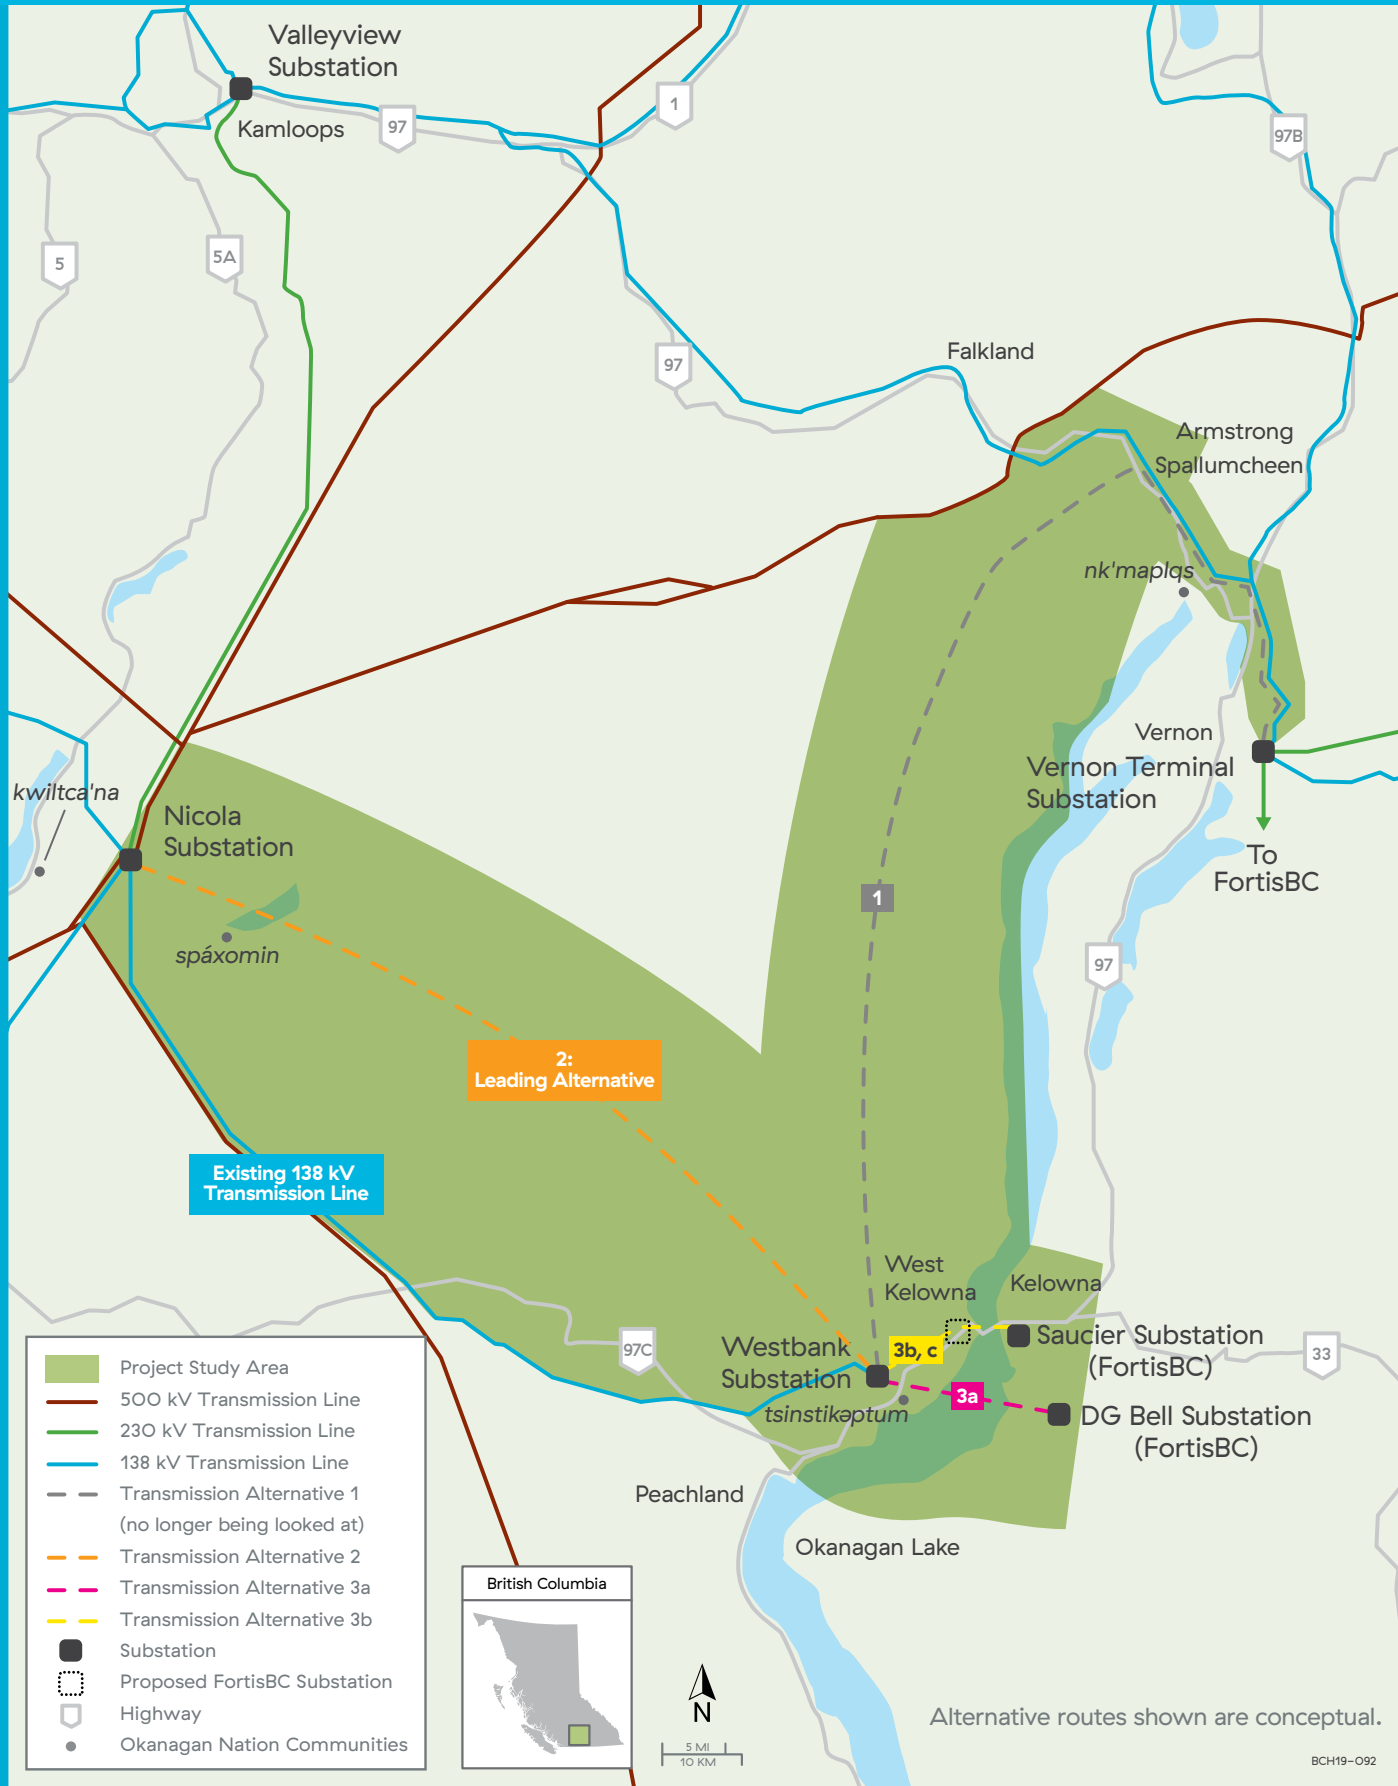 Valleyview
Substation
Kamloops
97
1
97B
5
5A
97
Falkland
Armstrong
Spallumcheen
nk'maplqs
kwiltca'na
Nicola
Substation
spáxomin
Vernon
Vernon Terminal
Substation
To
FortisBC
1
97
2:
Leading Alternative
Existing 138 kV
Transmission Line
West
Kelowna
Kelowna
97C
Westbank
Substation
3b, c
Saucier Substation
(FortisBC)
33
3a
tsinstikəptum
DG Bell Substation
(FortisBC)
Peachland
Okanagan Lake
Project Study Area
500 kV Transmission Line
230 kV Transmission Line
138 kV Transmission Line
Transmission Alternative 1
(no longer being looked at)
Transmission Alternative 2
Transmission Alternative 3a
Transmission Alternative 3b
Substation
Proposed FortisBC Substation
Highway
Okanagan Nation Communities
British Columbia
N
5 MI
10 KM
Alternative routes shown are conceptual.
BCH19-092